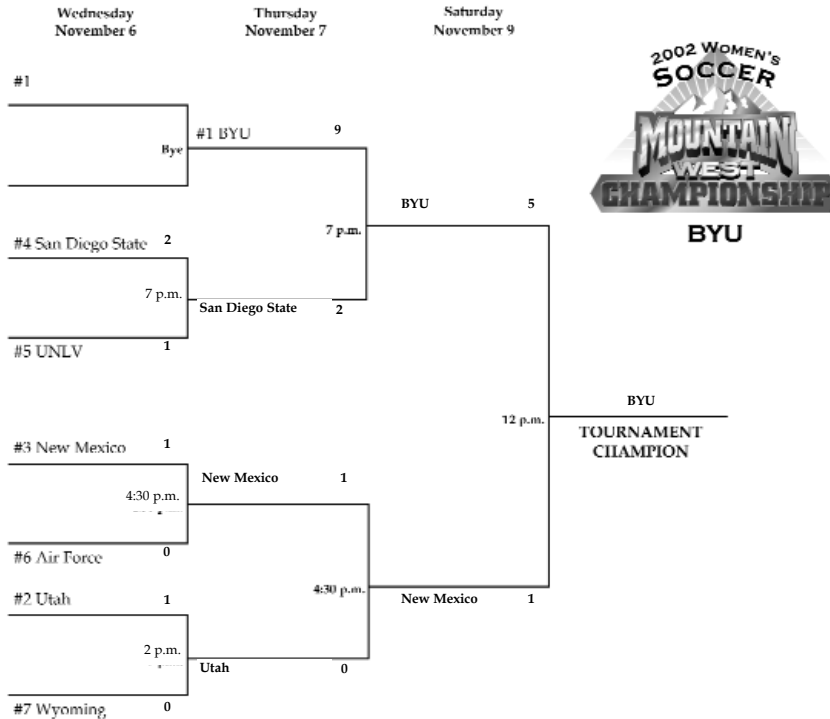 Wednesday
November 6
Thursday
November 7
Saturday
November 9
2002 WOMEN'S
SOCCER
MOUNTAIN
WEST
CHAMPIONSHIP
BYU
#1
Bye
#1 BYU 9
#4 San Diego State 2
7 p.m.
#5 UNLV 1
San Diego State 2
7 p.m.
BYU 5
#3 New Mexico 1
4:30 p.m.
#6 Air Force 0
New Mexico 1
#2 Utah 1
2 p.m.
#7 Wyoming 0
Utah 0
4:30 p.m.
New Mexico 1
12 p.m.
BYU
TOURNAMENT
CHAMPION